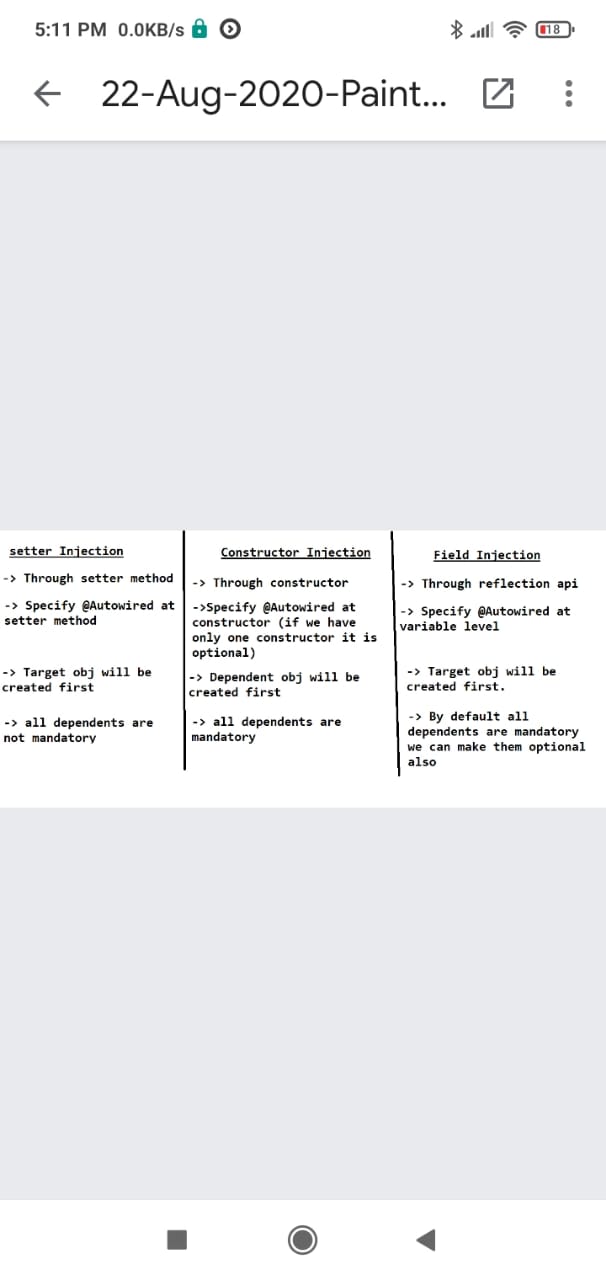 5:11 PM 0.0KB/s
18
22-Aug-2020-Paint...
setter Injection
-> Through setter method
-> Specify @Autowired at
setter method
-> Target obj will be
created first
-> all dependents are
not mandatory
Constructor Injection
-> Through constructor
->Specify @Autowired at
constructor (if we have
only one constructor it is
optional)
-> Dependent obj will be
created first
-> all dependents are
mandatory
Field Injection
-> Through reflection api
-> Specify @Autowired at
variable level
-> Target obj will be
created first.
-> By default all
dependents are mandatory
we can make them optional
also